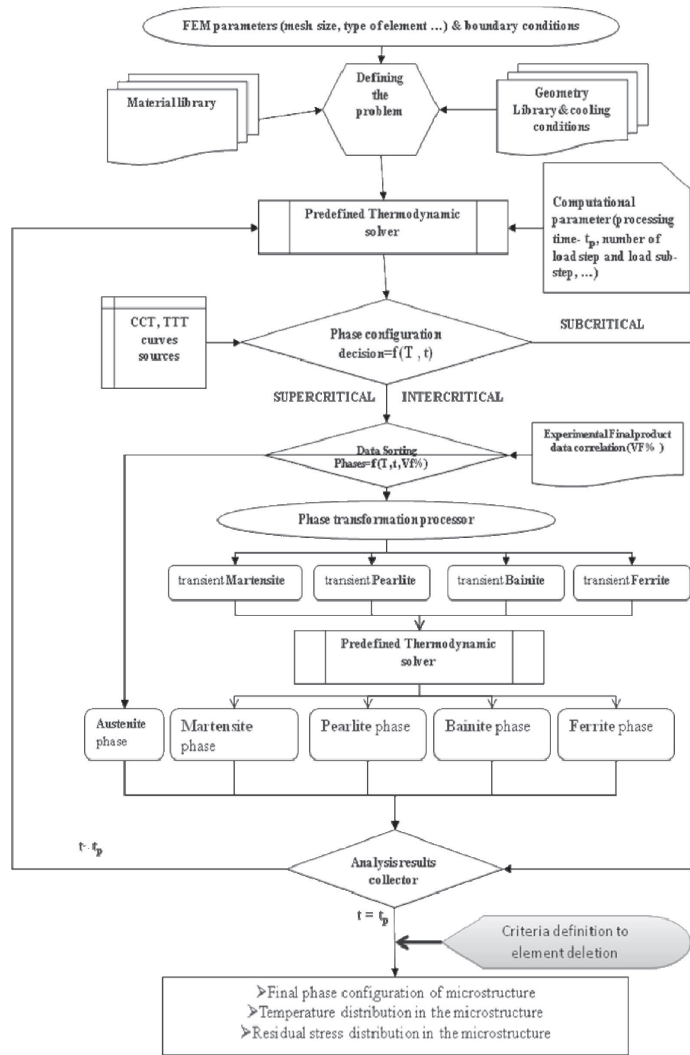 FEM parameters (mesh size, type of element ...) & boundary conditions
Material library
Defining
the
problem
Geometry
Library & cooling
conditions
Predefined Thermodynamic
solver
Computational
parameter (processing
time- tp, number of
load step and load sub-
step, ...)
CCT, TTT
curves
sources
Phase configuration
decision=f(T , t)
SUBCRITICAL
SUPERCRITICAL
INTERCRITICAL
Data Sorting
Phases=f(T,t,Vf%)
Experimental Final product
data correlation (VF% )
Phase transformation processor
transient Martensite
transient Pearlite
transient Bainite
transient Ferrite
Predefined Thermodynamic
solver
Austenite
phase
Martensite
phase
Pearlite phase
Bainite phase
Ferrite phase
t- tp
Analysis results
collector
t = tp
Criteria definition to
element deletion
➢Final phase configuration of microstructure
➢Temperature distribution in the microstructure
➢Residual stress distribution in the microstructure